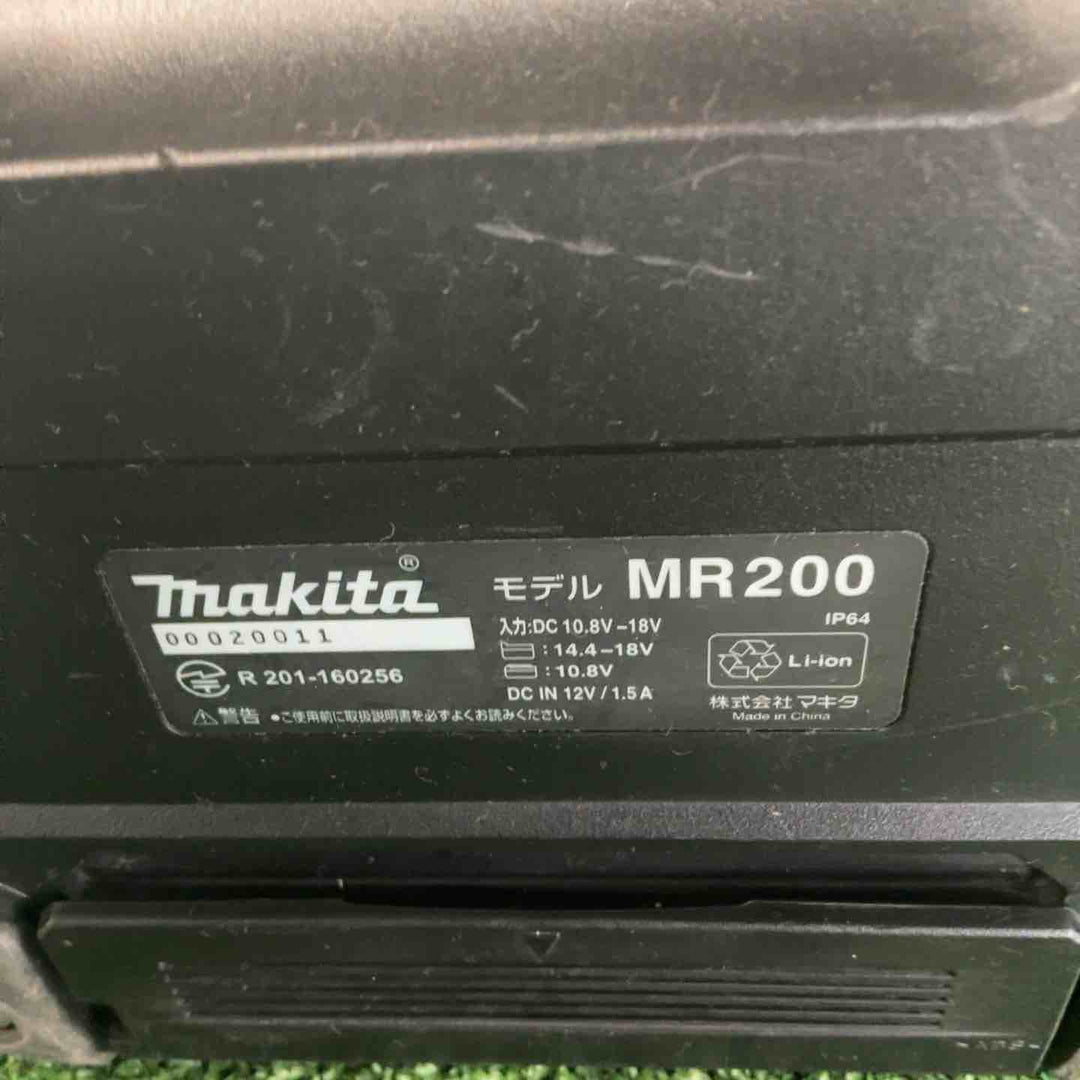 makita®
モデル MR200
IP64
00020011
入力:DC 10.8V-18V
:14.4-18V
:10.8V
DC IN 12V/1.5A
Li-ion
R 201-160256
株式会社 マキタ
Made in China
警告 ●ご使用前に取扱説明書を必ずよくお読みください。